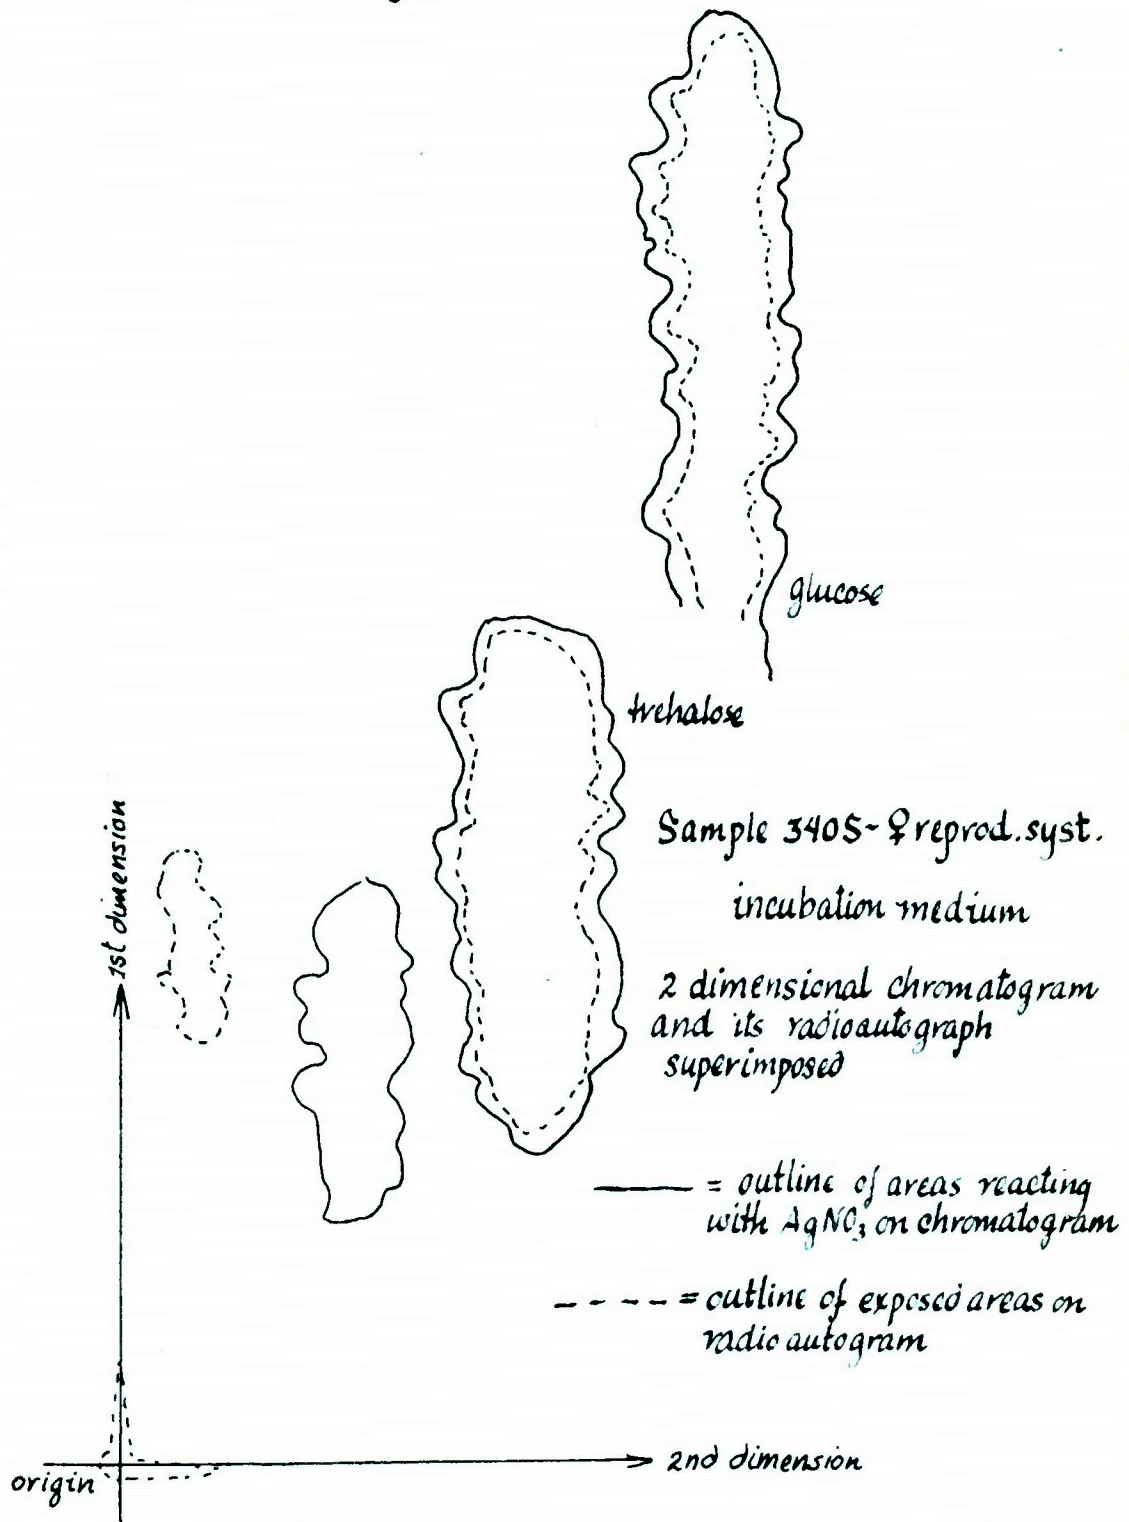 glucose
trehalose
Sample 340S-♀ reprod. syst.
incubation medium
2 dimensional chromatogram
and its radioautograph
superimposed
1st dimension
——— = outline of areas reacting
with AgNO₃ on chromatogram
- - - - = outline of exposed areas on
radio autogram
2nd dimension
origin